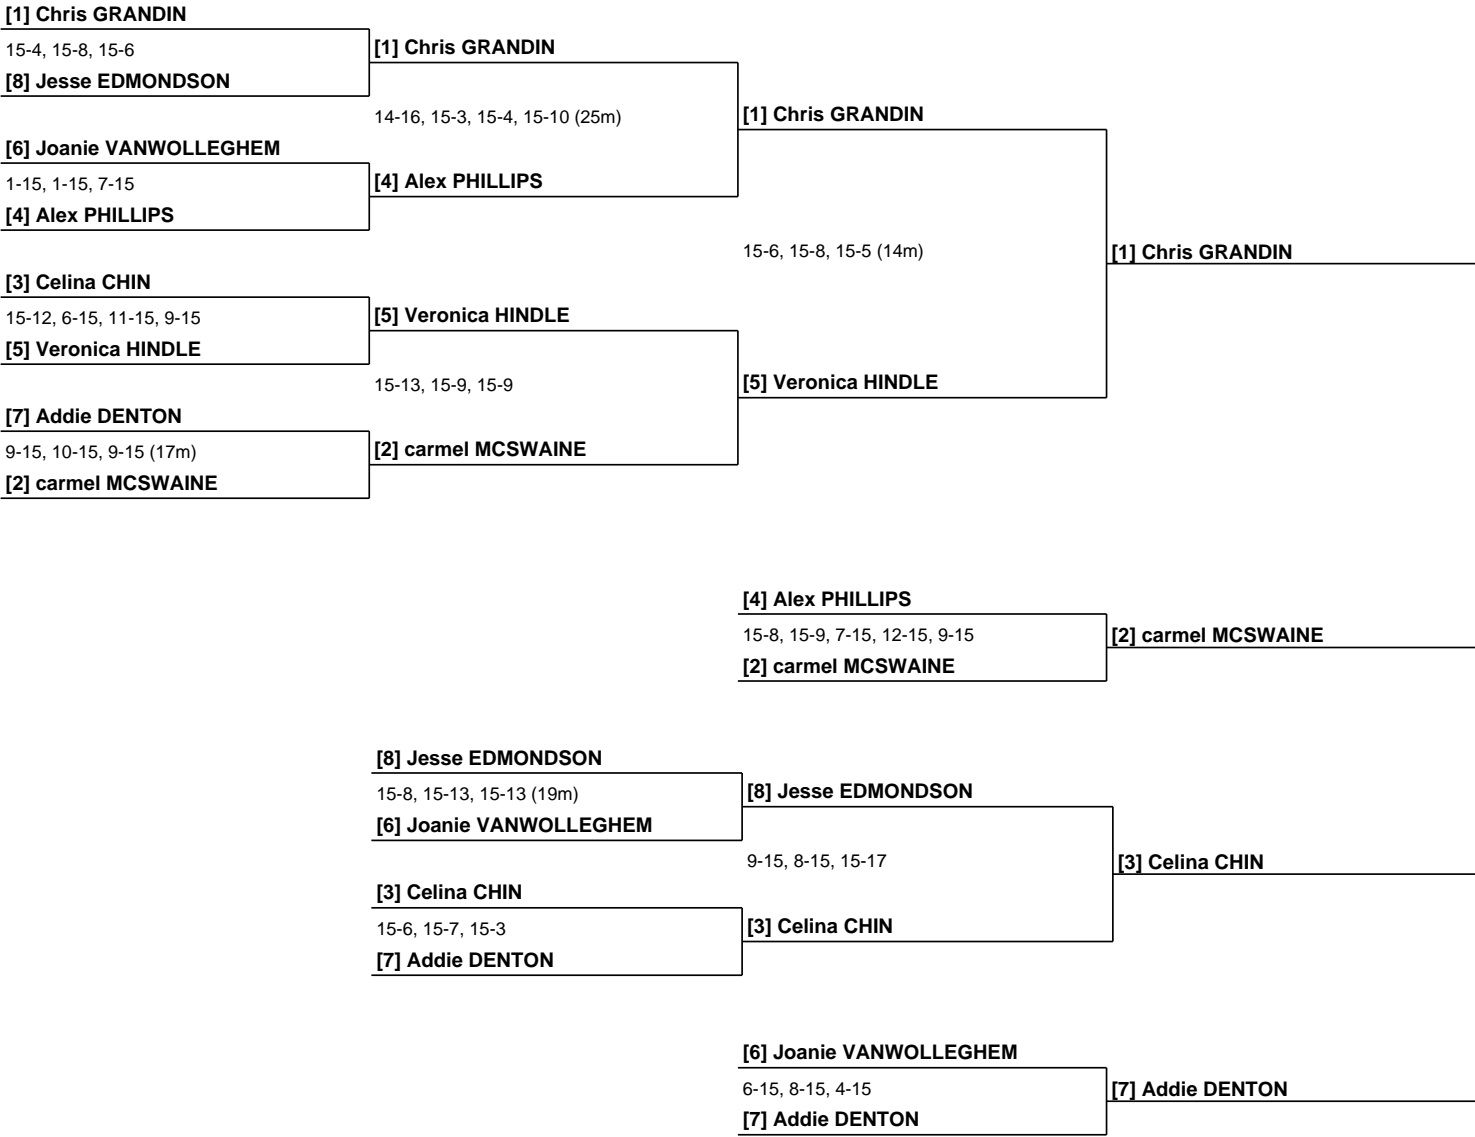 [1] Chris GRANDIN
15-4, 15-8, 15-6
[8] Jesse EDMONDSON
[1] Chris GRANDIN
14-16, 15-3, 15-4, 15-10 (25m)
[6] Joanie VANWOLLEGHEM
1-15, 1-15, 7-15
[4] Alex PHILLIPS
[4] Alex PHILLIPS
[1] Chris GRANDIN
15-6, 15-8, 15-5 (14m)
[1] Chris GRANDIN
[3] Celina CHIN
15-12, 6-15, 11-15, 9-15
[5] Veronica HINDLE
[5] Veronica HINDLE
15-13, 15-9, 15-9
[5] Veronica HINDLE
[7] Addie DENTON
9-15, 10-15, 9-15 (17m)
[2] carmel MCSWAINE
[2] carmel MCSWAINE
[4] Alex PHILLIPS
15-8, 15-9, 7-15, 12-15, 9-15
[2] carmel MCSWAINE
[2] carmel MCSWAINE
[8] Jesse EDMONDSON
15-8, 15-13, 15-13 (19m)
[6] Joanie VANWOLLEGHEM
[8] Jesse EDMONDSON
9-15, 8-15, 15-17
[3] Celina CHIN
[3] Celina CHIN
15-6, 15-7, 15-3
[7] Addie DENTON
[3] Celina CHIN
[6] Joanie VANWOLLEGHEM
6-15, 8-15, 4-15
[7] Addie DENTON
[7] Addie DENTON